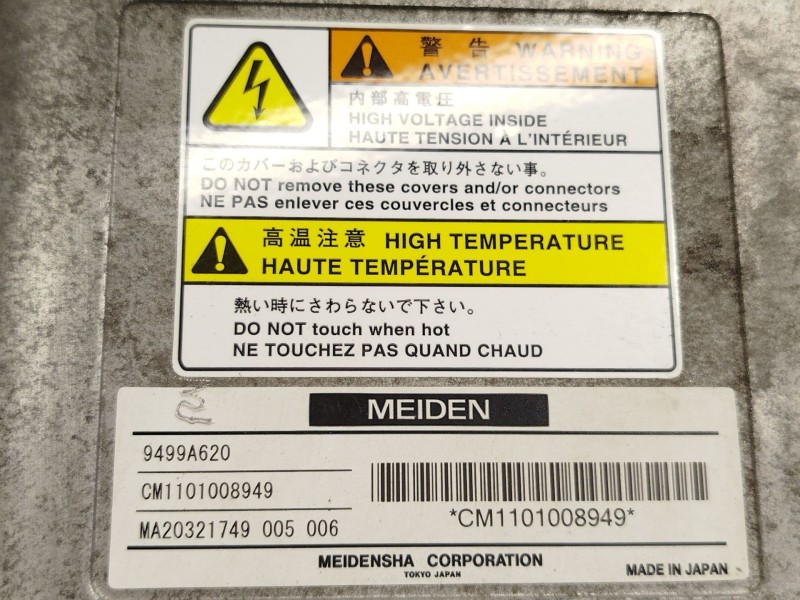 警告 WARNING
AVERTISSEMENT
内部高電圧
HIGH VOLTAGE INSIDE
HAUTE TENSION À L'INTÉRIEUR
このカバーおよびコネクタを取り外さない事。
DO NOT remove these covers and/or connectors
NE PAS enlever ces couvercles et connecteurs
高温注意 HIGH TEMPERATURE
HAUTE TEMPÉRATURE
熱い時にさわらないで下さい。
DO NOT touch when hot
NE TOUCHEZ PAS QUAND CHAUD
MEIDEN
9499A620
CM1101008949
MA20321749 005 006
*CM1101008949*
MEIDENSHA CORPORATION
TOKYO JAPAN
MADE IN JAPAN